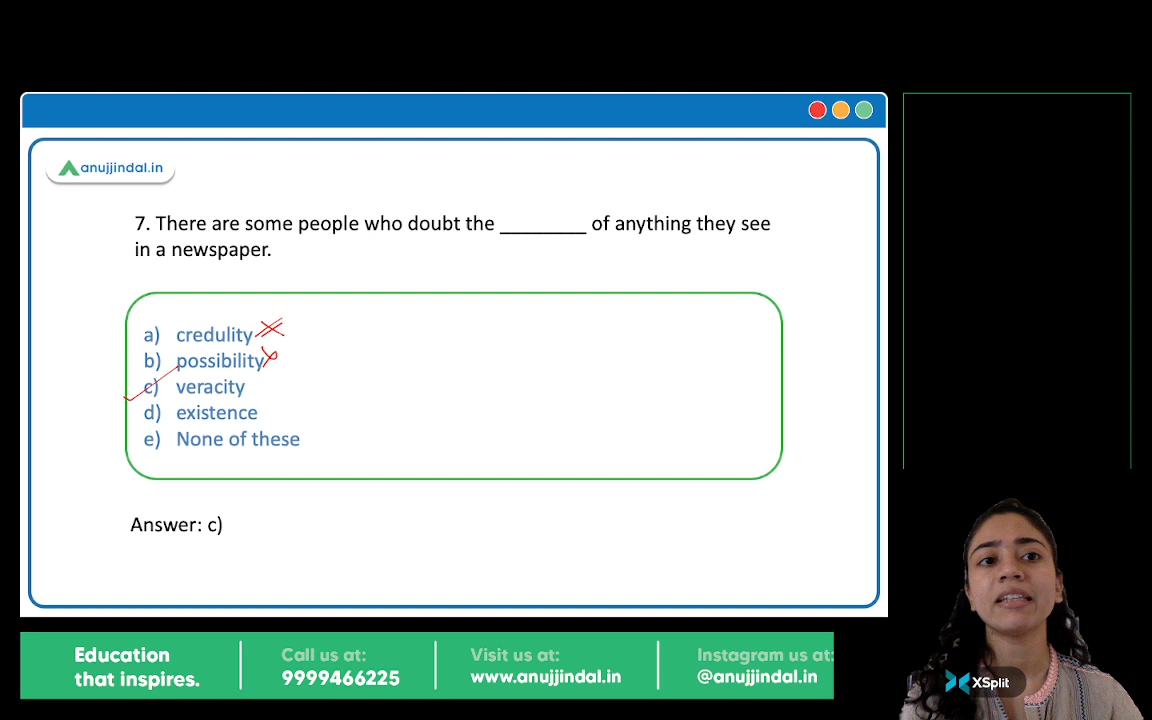 anujjindal.in
7. There are some people who doubt the ________ of anything they see
in a newspaper.
a) credulity
b) possibility
c) veracity
d) existence
e) None of these
Answer: c)
Education
that inspires.
Call us at:
9999466225
Visit us at:
www.anujjindal.in
Instagram us at:
@anujjindal.in
XSplit